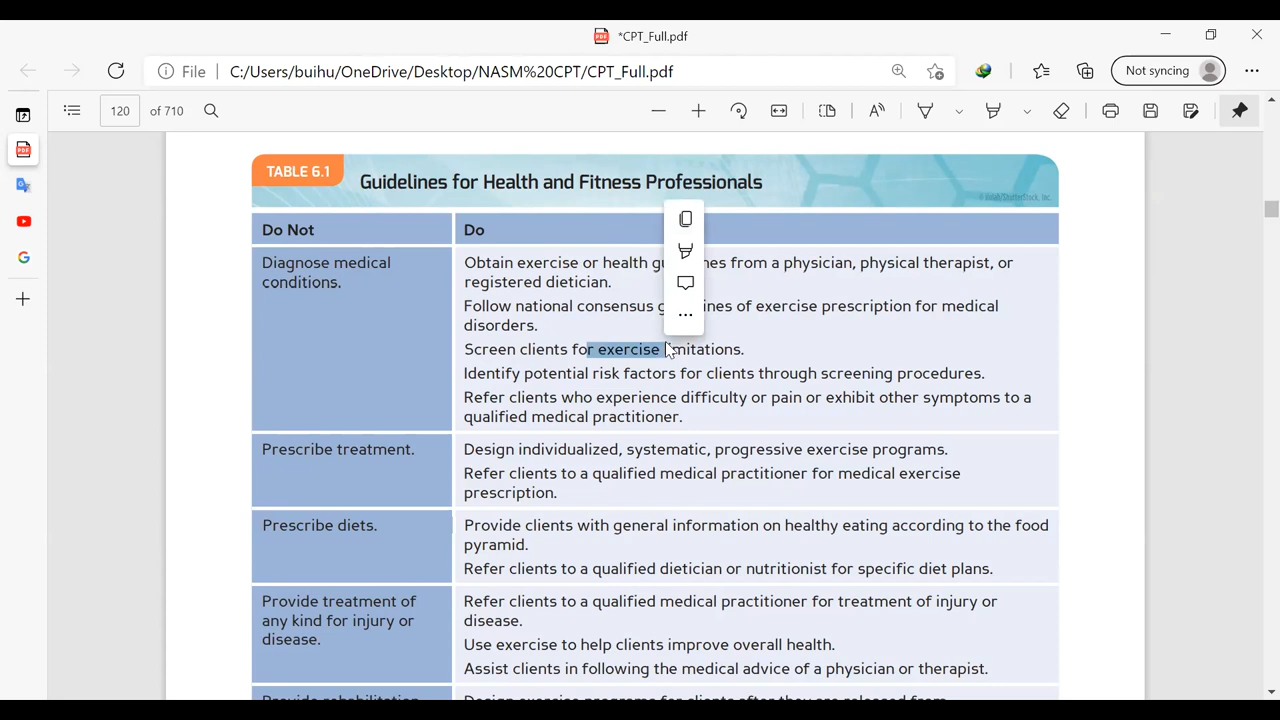 *CPT_Full.pdf
File
C:/Users/buihu/OneDrive/Desktop/NASM%20CPT/CPT_Full.pdf
Not syncing
120 of 710
TABLE 6.1
Guidelines for Health and Fitness Professionals
Do Not
Do
Diagnose medical
conditions.
Obtain exercise or health from a physician, physical therapist, or
registered dietician.
Follow national consensus of exercise prescription for medical
disorders.
Screen clients for exercise limitations.
Identify potential risk factors for clients through screening procedures.
Refer clients who experience difficulty or pain or exhibit other symptoms to a
qualified medical practitioner.
Prescribe treatment.
Design individualized, systematic, progressive exercise programs.
Refer clients to a qualified medical practitioner for medical exercise
prescription.
Prescribe diets.
Provide clients with general information on healthy eating according to the food
pyramid.
Refer clients to a qualified dietician or nutritionist for specific diet plans.
Provide treatment of
any kind for injury or
disease.
Refer clients to a qualified medical practitioner for treatment of injury or
disease.
Use exercise to help clients improve overall health.
Assist clients in following the medical advice of a physician or therapist.